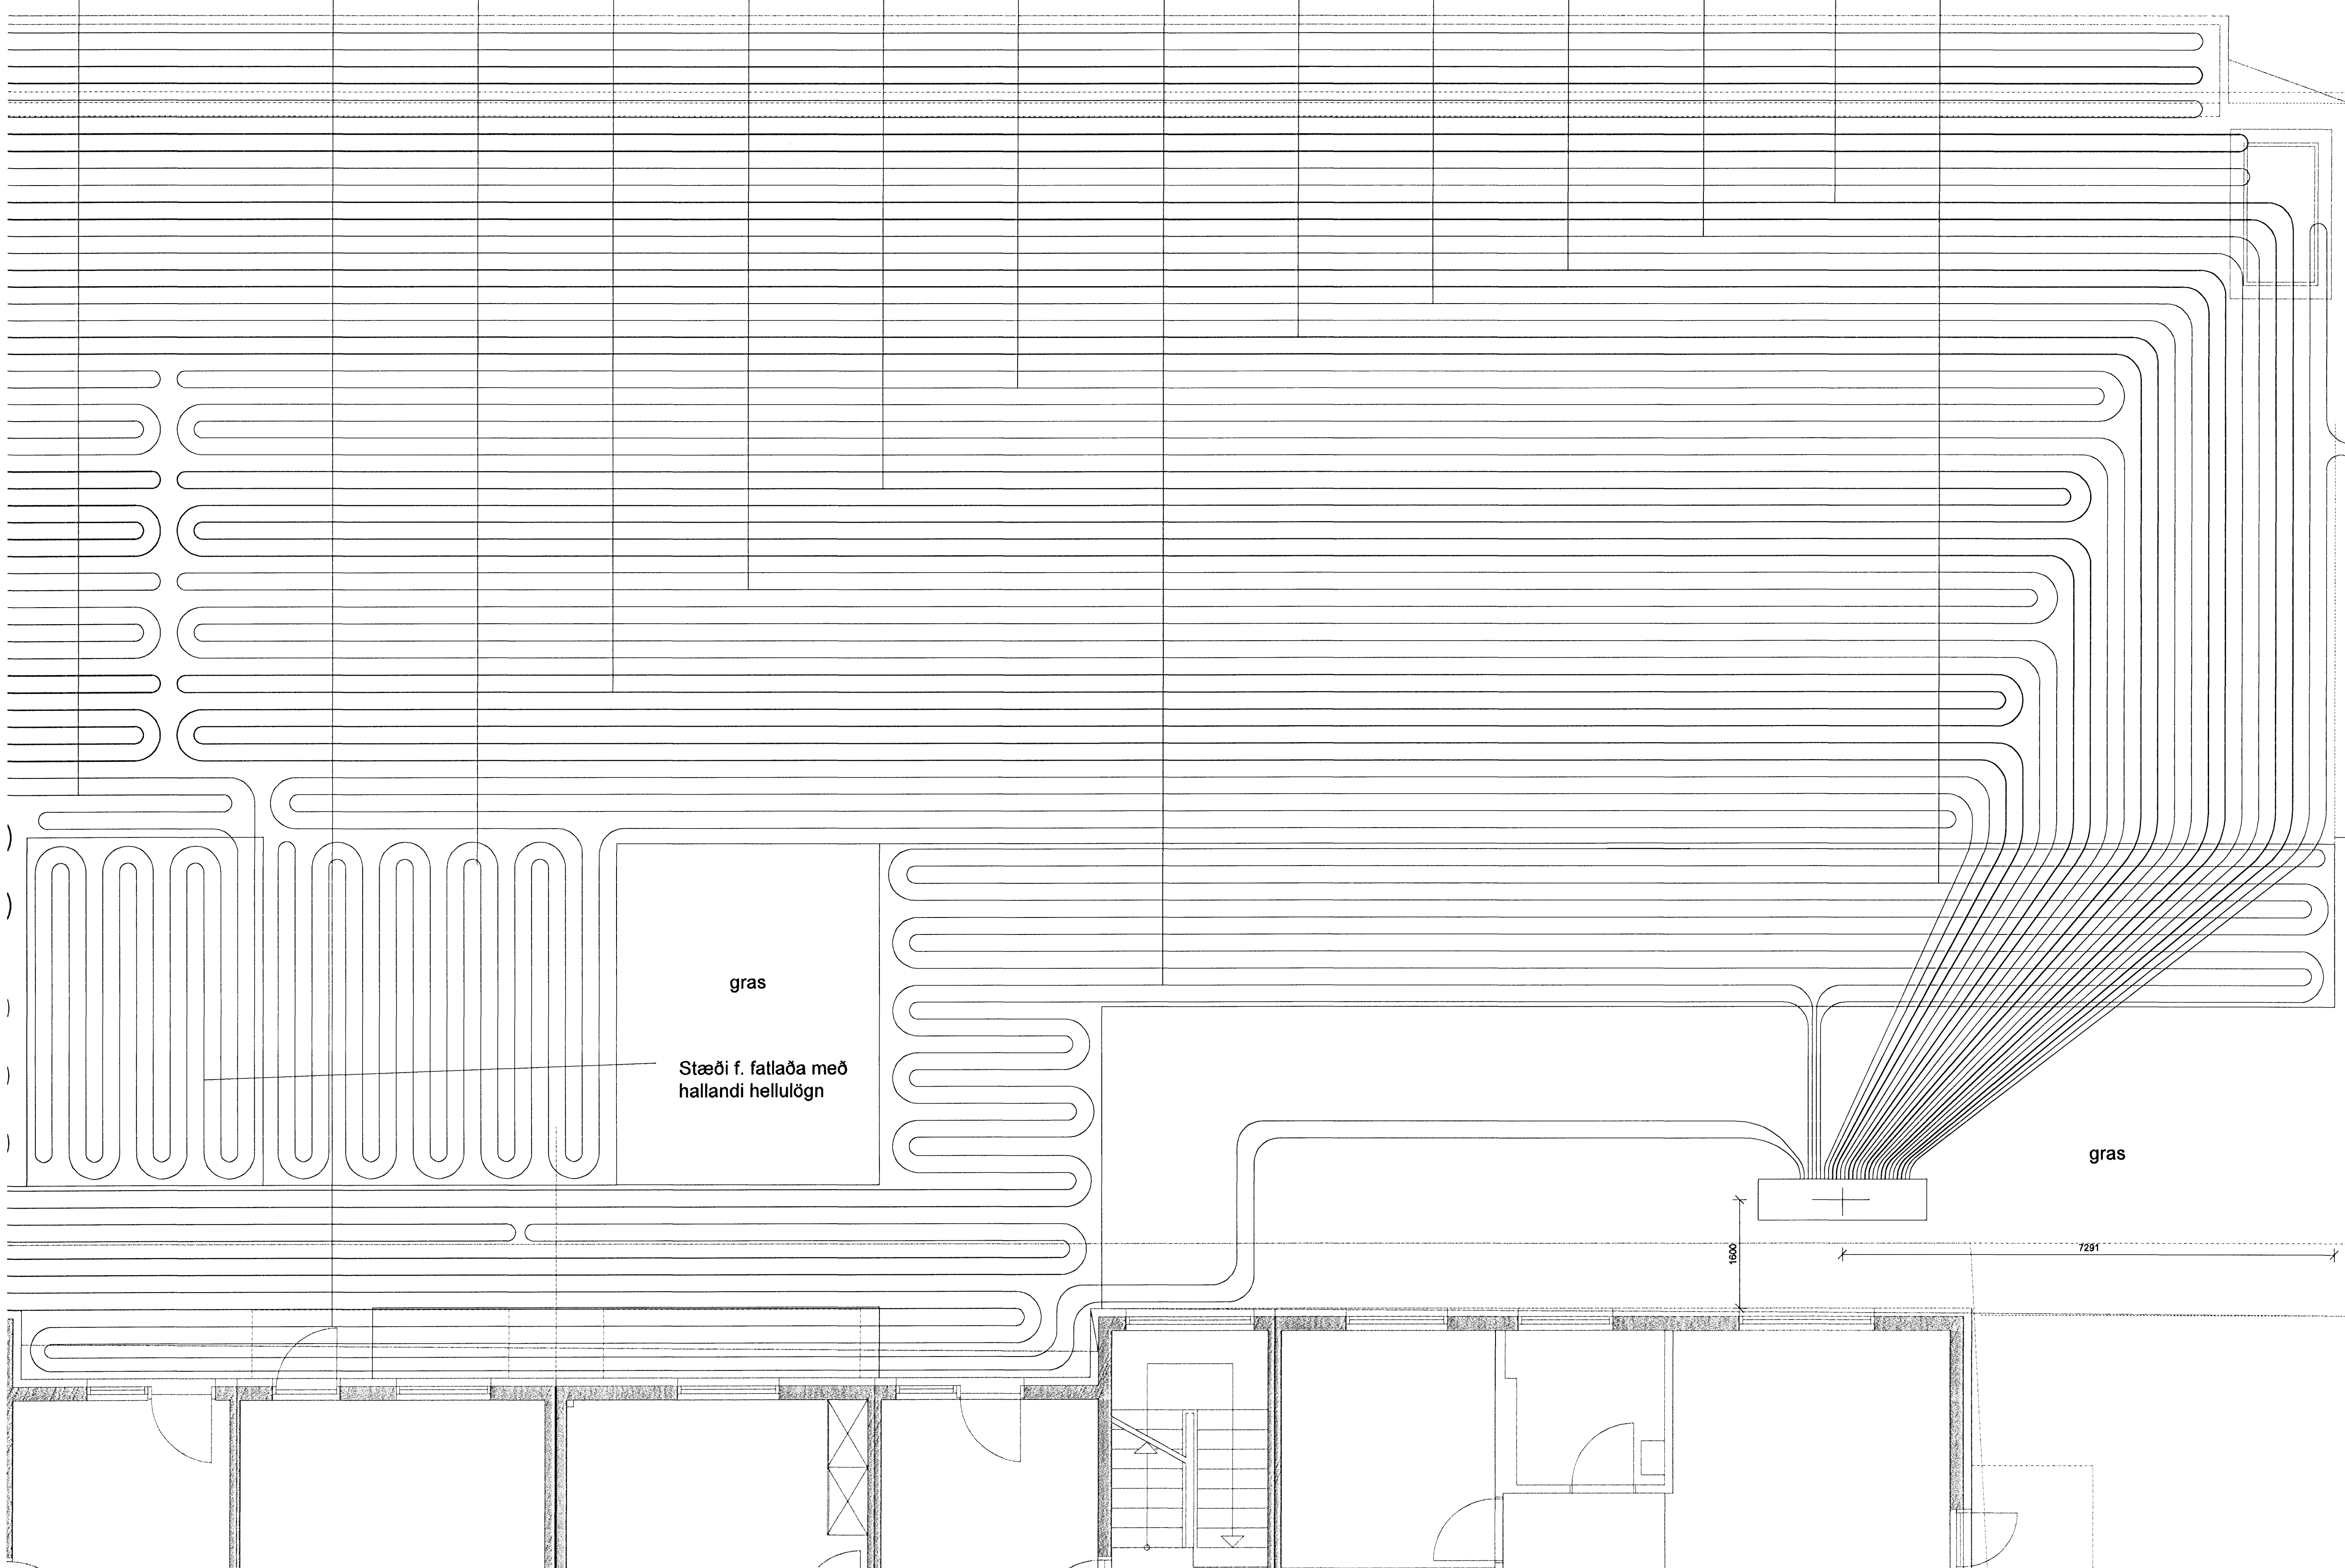 gras
Stæði f. fatlaða með
hallandi hellulögn
gras
1600
7291